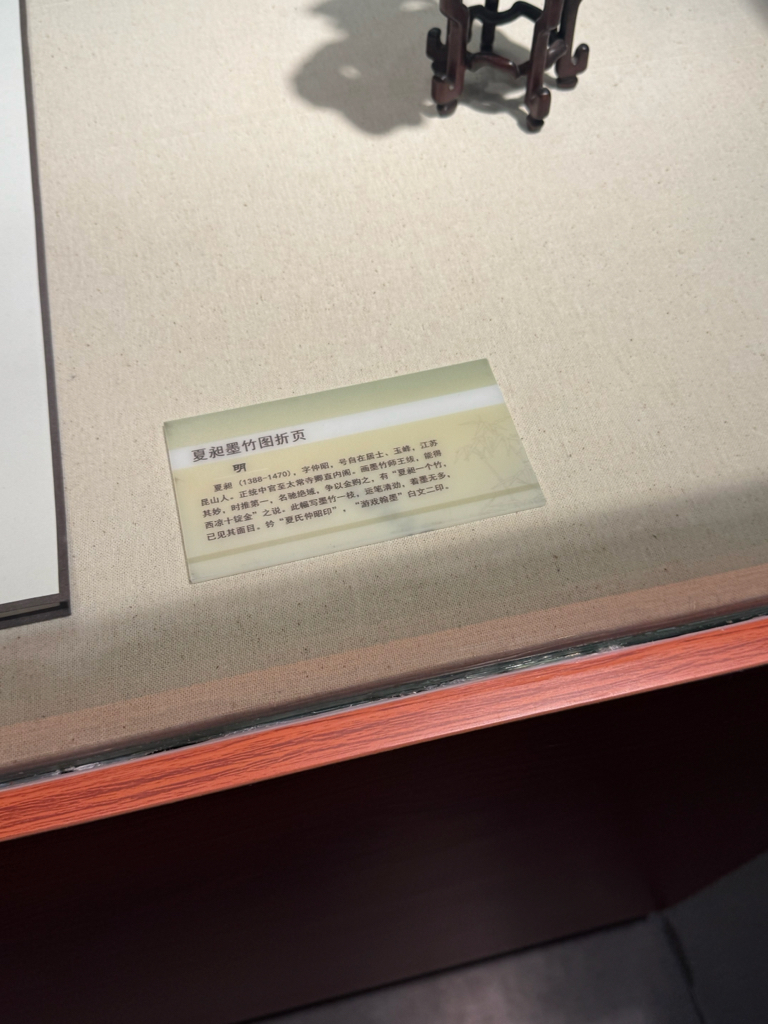 夏昶墨竹图折页
明
夏昶（1388-1470），字仲昭，号自在居士、玉峰，江苏
昆山人。正统中官至太常寺卿直内阁。画墨竹师王绂，能得
其妙，时推第一，名驰绝域，争以金购之，有“夏昶一个竹，
西凉十锭金”之说。此幅写墨竹一枝，运笔清劲，着墨无多，
已见其面目。钤“夏氏仲昭印”，“游戏翰墨”白文二印。